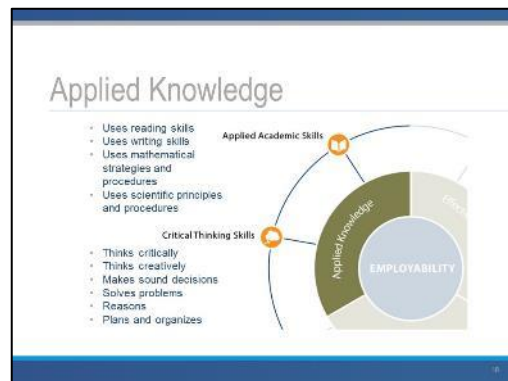 Applied Knowledge
• Uses reading skills
• Uses writing skills
• Uses mathematical
strategies and
procedures
• Uses scientific principles
and procedures
Applied Academic Skills
Critical Thinking Skills
• Thinks critically
• Thinks creatively
• Makes sound decisions
• Solves problems
• Reasons
• Plans and organizes
Applied Knowledge
EMPLOYABILITY